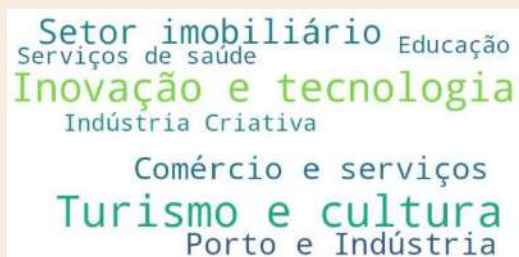 Setor imobiliário
Educação
Serviços de saúde
Inovação e tecnologia
Indústria Criativa
Comércio e serviços
Turismo e cultura
Porto e Indústria